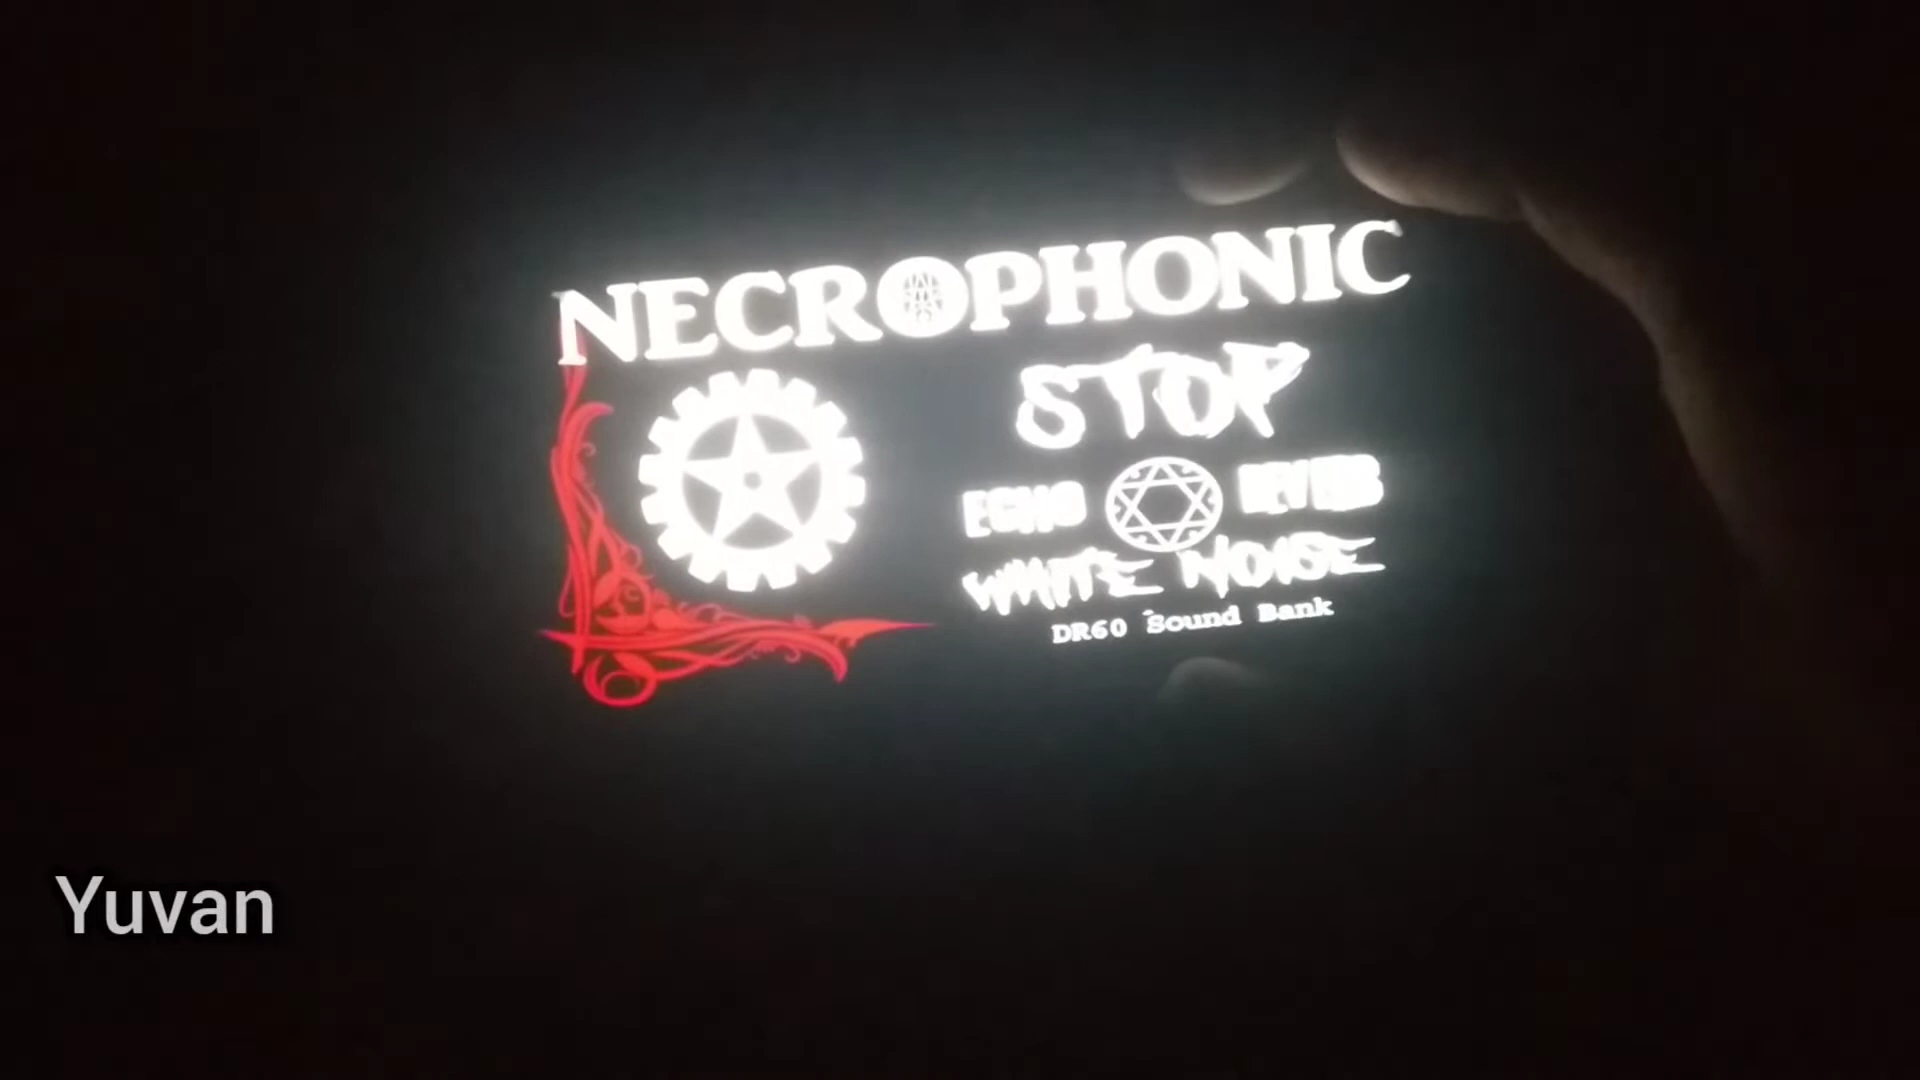 NECROPHONIC
STOP
ECHO REVERB
WHITE NOISE
DR60 Sound Bank
Yuvan